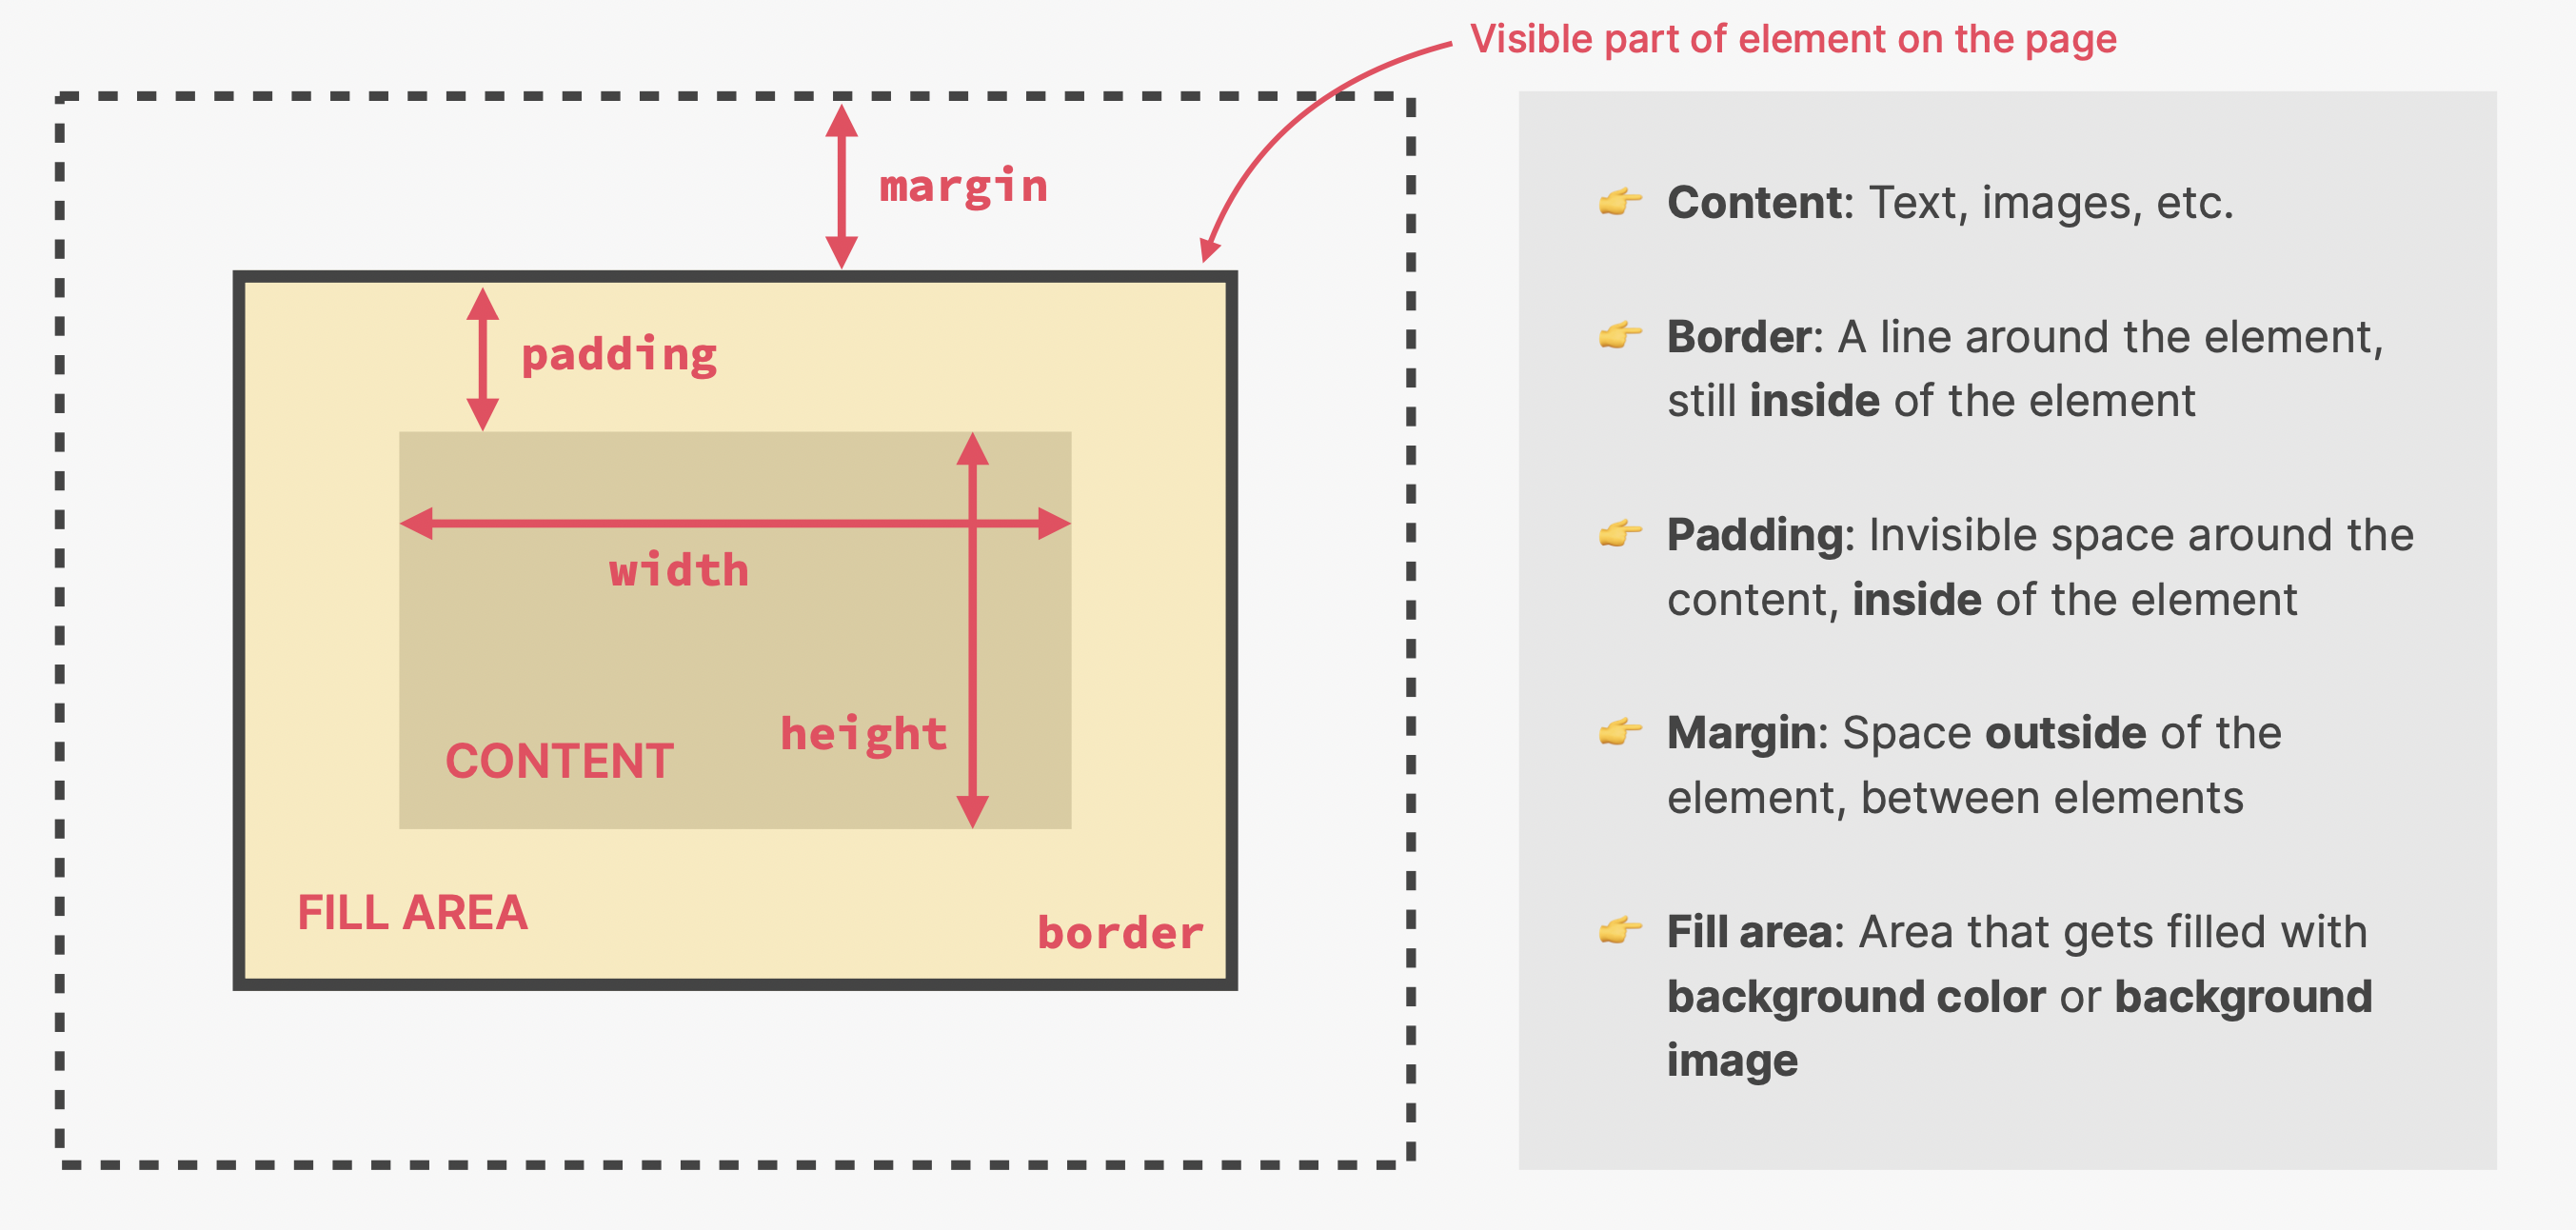 Visible part of element on the page
margin
padding
width
height
CONTENT
FILL AREA
border
👉 Content: Text, images, etc.
👉 Border: A line around the element,
still inside of the element
👉 Padding: Invisible space around the
content, inside of the element
👉 Margin: Space outside of the
element, between elements
👉 Fill area: Area that gets filled with
background color or background
image